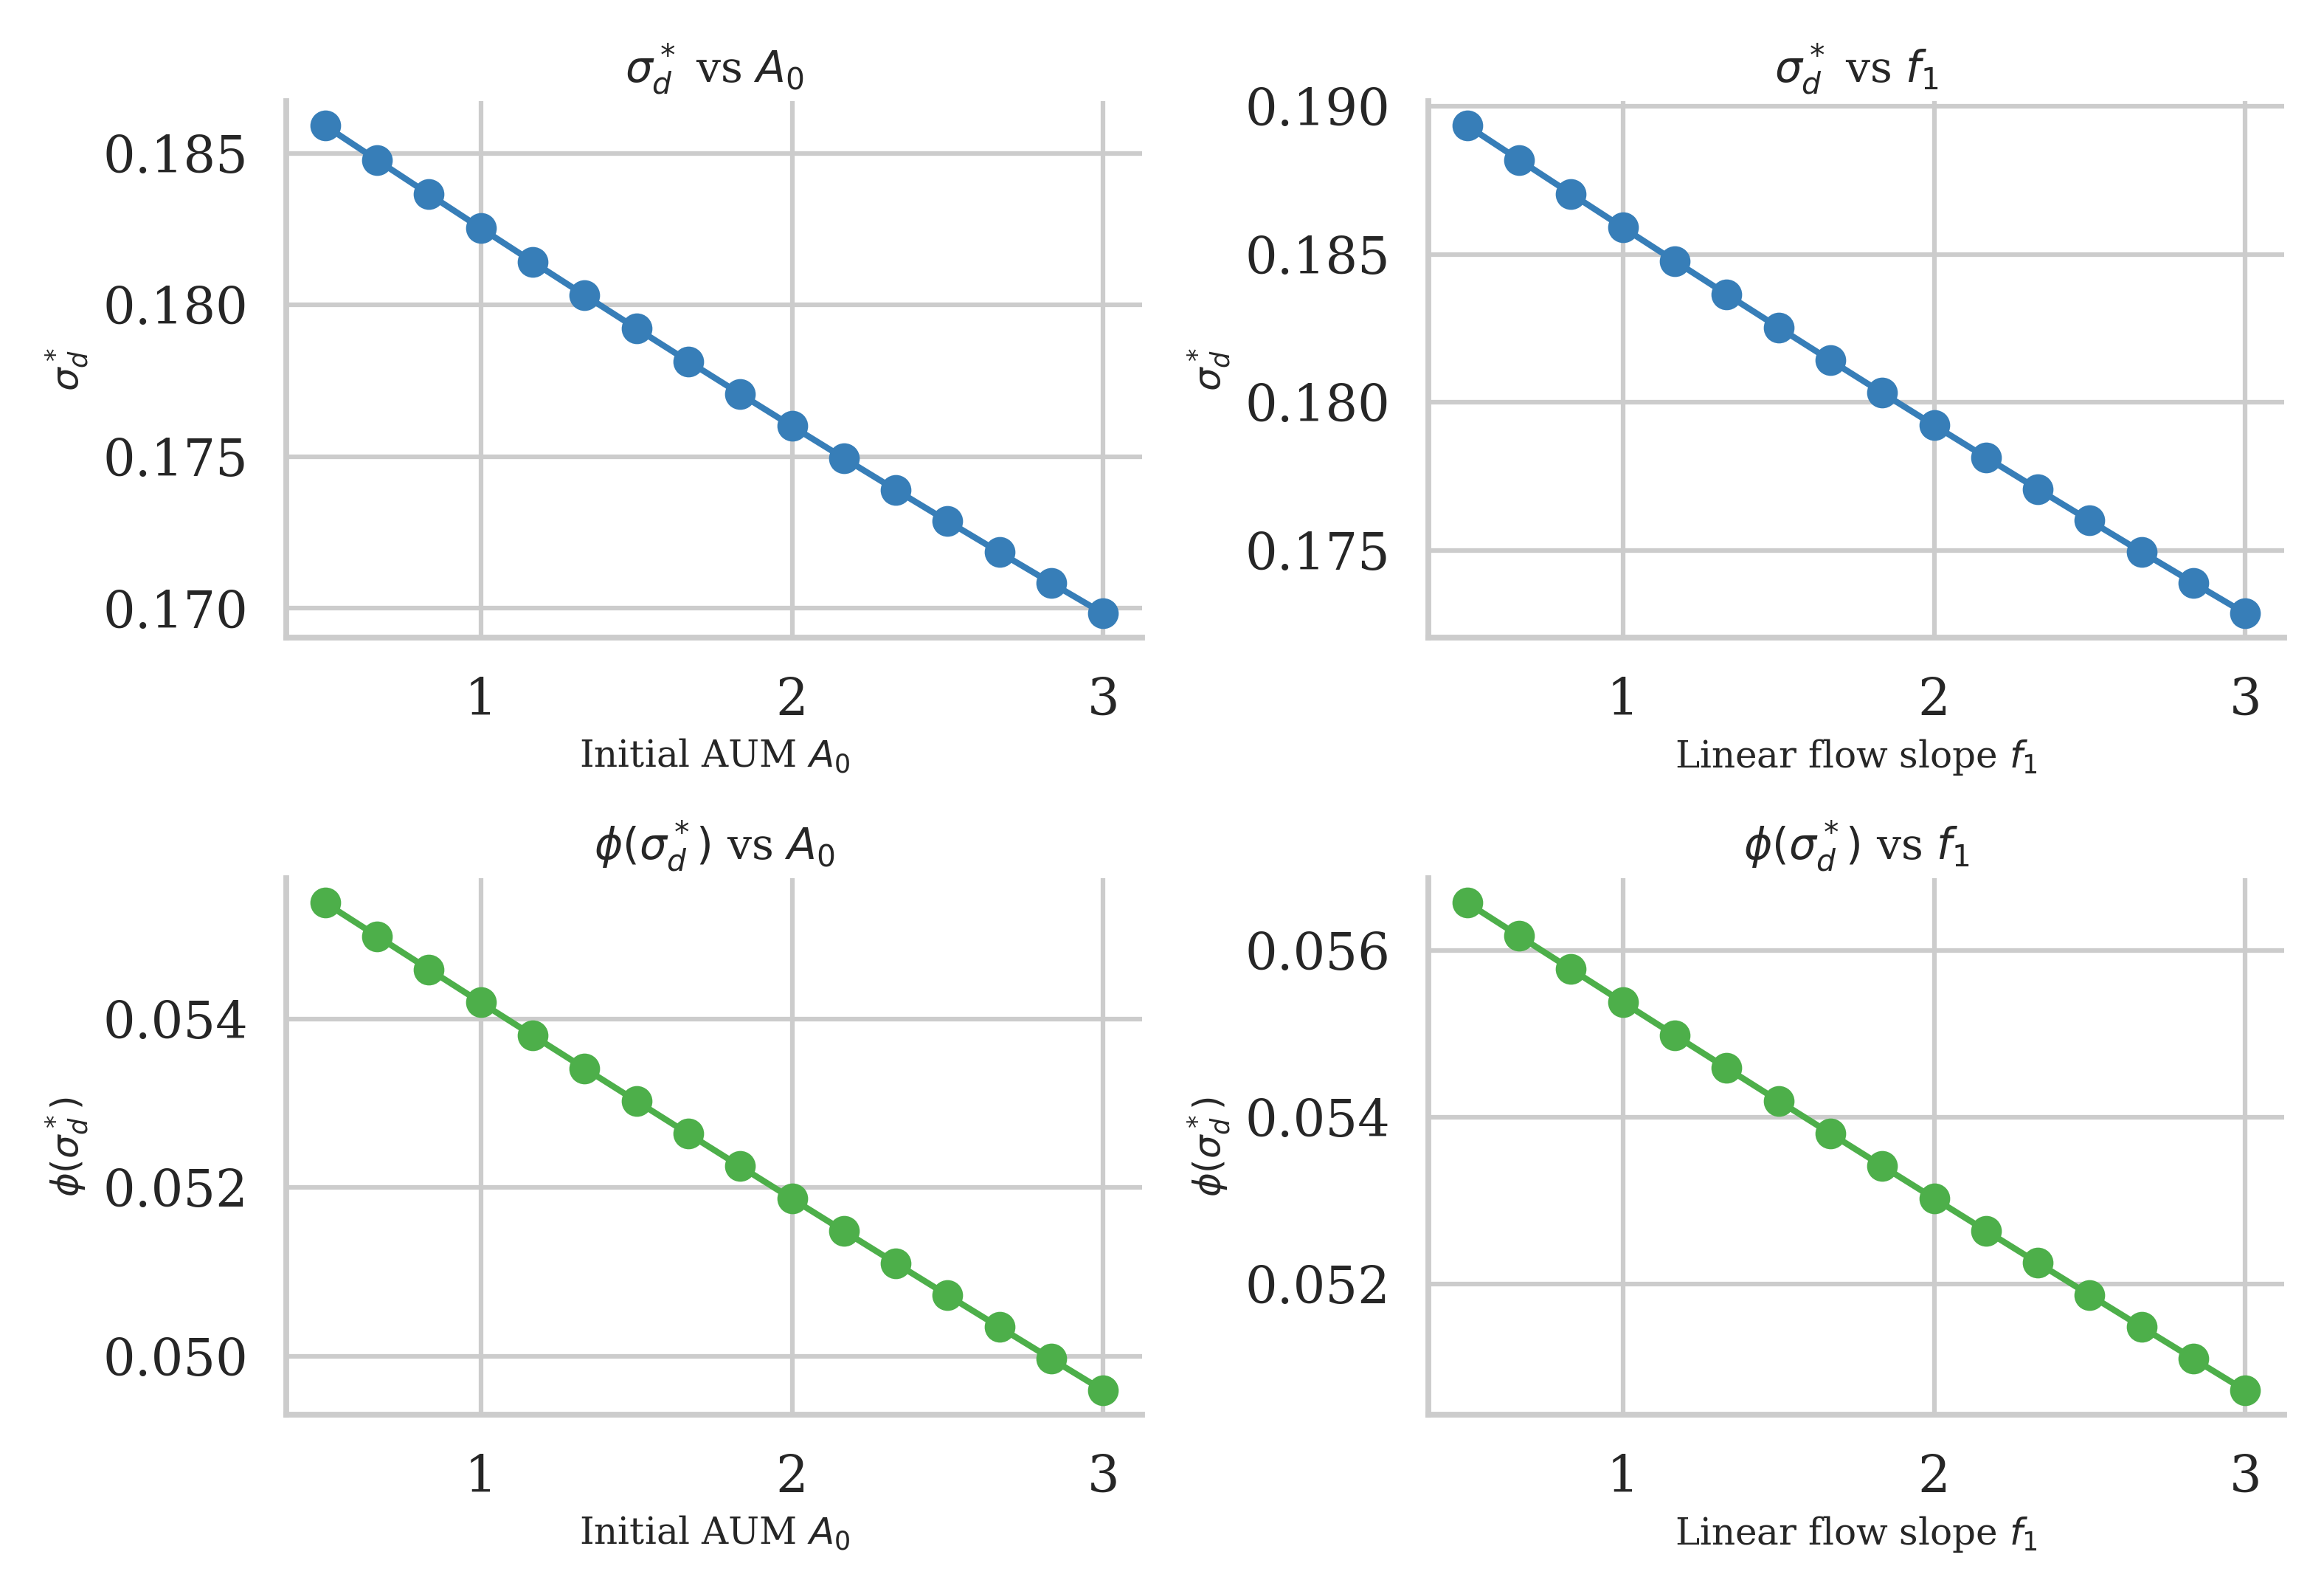 σ_d^* vs A_0
0.185
0.180
0.175
0.170
σ_d^*
1 2 3
Initial AUM A_0
σ_d^* vs f_1
0.190
0.185
0.180
0.175
σ_d^*
1 2 3
Linear flow slope f_1
ϕ(σ_d^*) vs A_0
0.054
0.052
0.050
ϕ(σ_d^*)
1 2 3
Initial AUM A_0
ϕ(σ_d^*) vs f_1
0.056
0.054
0.052
ϕ(σ_d^*)
1 2 3
Linear flow slope f_1